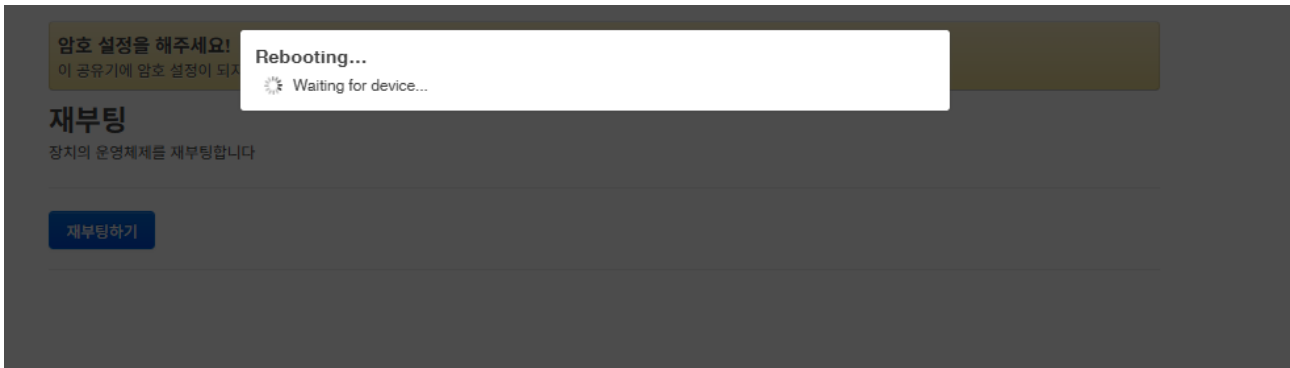 암호 설정을 해주세요!
이 공유기에 암호 설정이 되지
Rebooting...
Waiting for device...
재부팅
장치의 운영체제를 재부팅합니다
재부팅하기